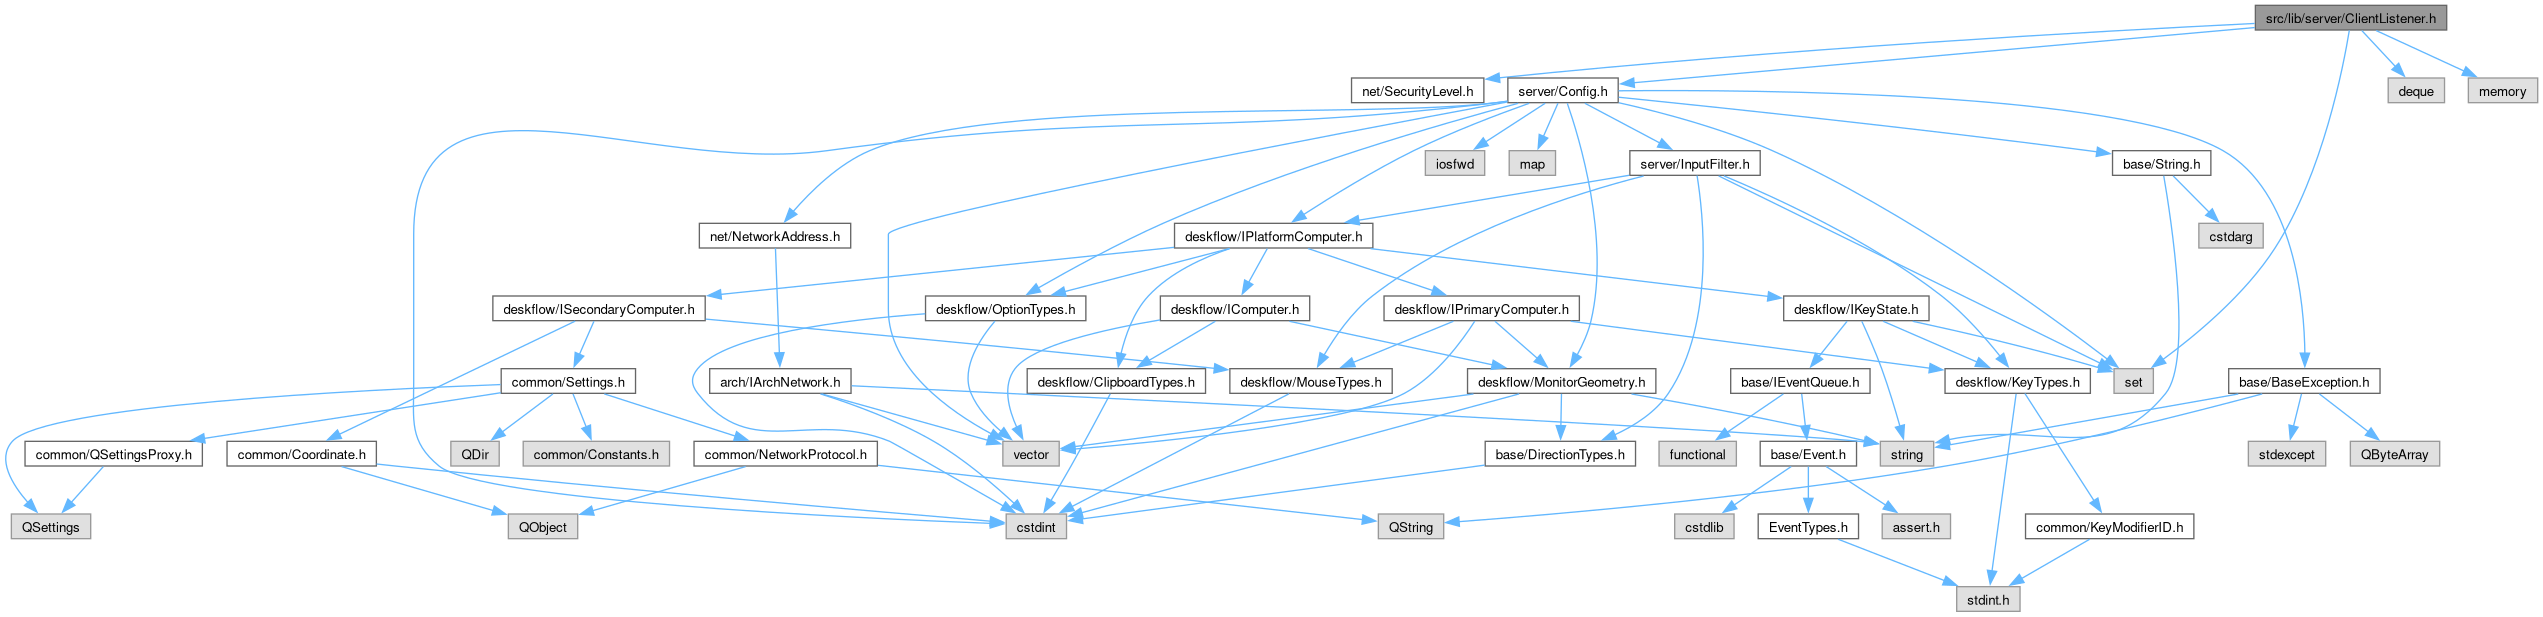 src/lib/server/ClientListener.h
net/SecurityLevel.h
server/Config.h
deque
memory
iosfwd
map
server/InputFilter.h
base/String.h
net/NetworkAddress.h
deskflow/IPlatformComputer.h
cstdarg
deskflow/ISecondaryComputer.h
deskflow/OptionTypes.h
deskflow/IComputer.h
deskflow/IPrimaryComputer.h
deskflow/IKeyState.h
common/Settings.h
arch/IArchNetwork.h
deskflow/ClipboardTypes.h
deskflow/MouseTypes.h
deskflow/MonitorGeometry.h
base/IEventQueue.h
deskflow/KeyTypes.h
set
base/BaseException.h
common/QSettingsProxy.h
common/Coordinate.h
QDir
common/Constants.h
common/NetworkProtocol.h
vector
base/DirectionTypes.h
functional
base/Event.h
string
stdexcept
QByteArray
QSettings
QObject
cstdint
QString
cstdlib
EventTypes.h
assert.h
common/KeyModifierID.h
stdint.h